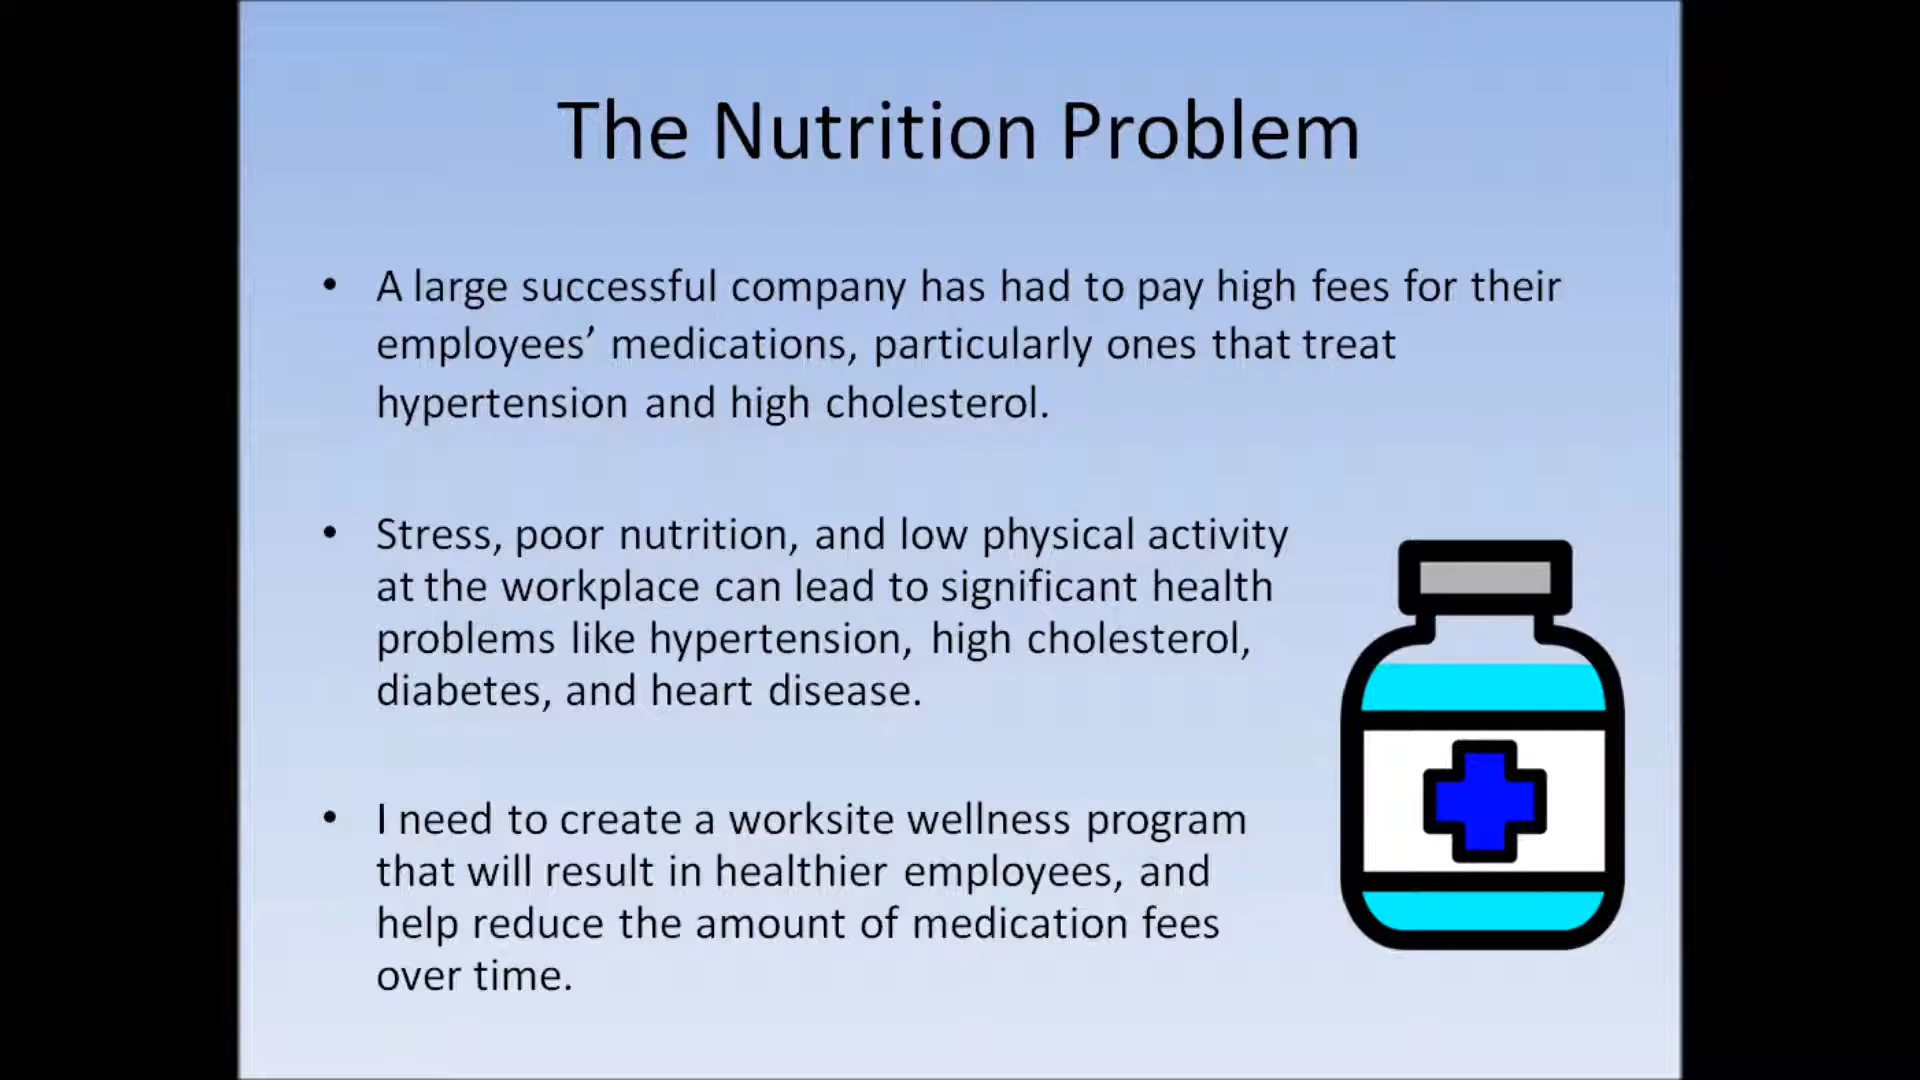 The Nutrition Problem
• A large successful company has had to pay high fees for their
employees’ medications, particularly ones that treat
hypertension and high cholesterol.
• Stress, poor nutrition, and low physical activity
at the workplace can lead to significant health
problems like hypertension, high cholesterol,
diabetes, and heart disease.
• I need to create a worksite wellness program
that will result in healthier employees, and
help reduce the amount of medication fees
over time.